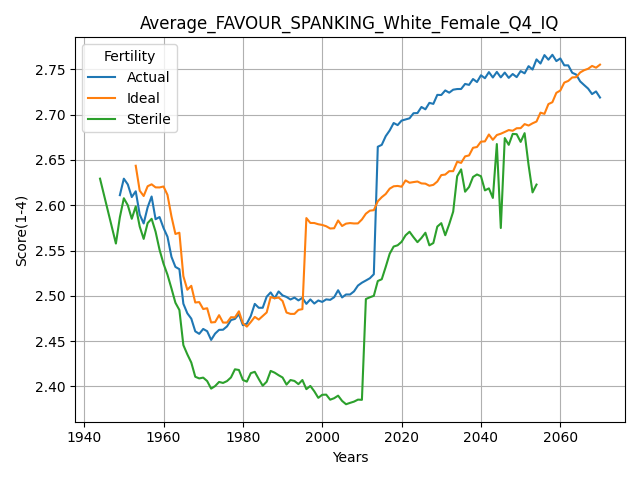 Average_FAVOUR_SPANKING_White_Female_Q4_IQ
Fertility
Actual
Ideal
Sterile
Score(1-4)
2.75
2.70
2.65
2.60
2.55
2.50
2.45
2.40
1940 1960 1980 2000 2020 2040 2060
Years